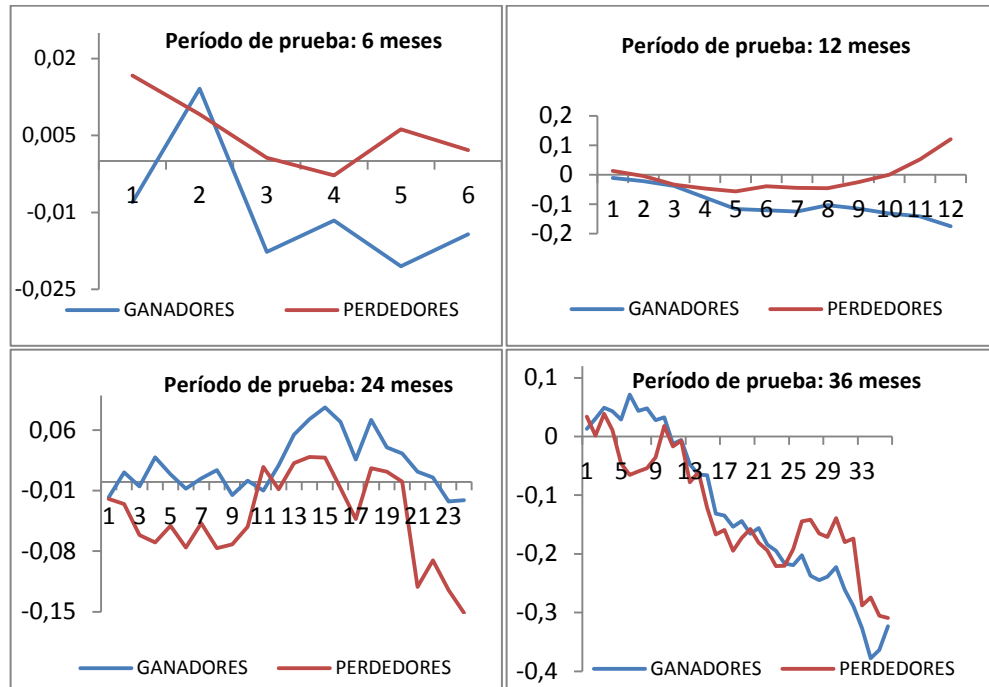 Período de prueba: 6 meses
0,02
0,005
-0,01
-0,025
1 2 3 4 5 6
GANADORES PERDEDORES
Período de prueba: 12 meses
0,2
0,1
0
-0,1
-0,2
1 2 3 4 5 6 7 8 9 10 11 12
GANADORES PERDEDORES
Período de prueba: 24 meses
0,06
-0,01
-0,08
-0,15
1 3 5 7 9 11 13 15 17 19 21 23
GANADORES PERDEDORES
Período de prueba: 36 meses
0,1
0
-0,1
-0,2
-0,3
-0,4
1 5 9 13 17 21 25 29 33
GANADORES PERDEDORES